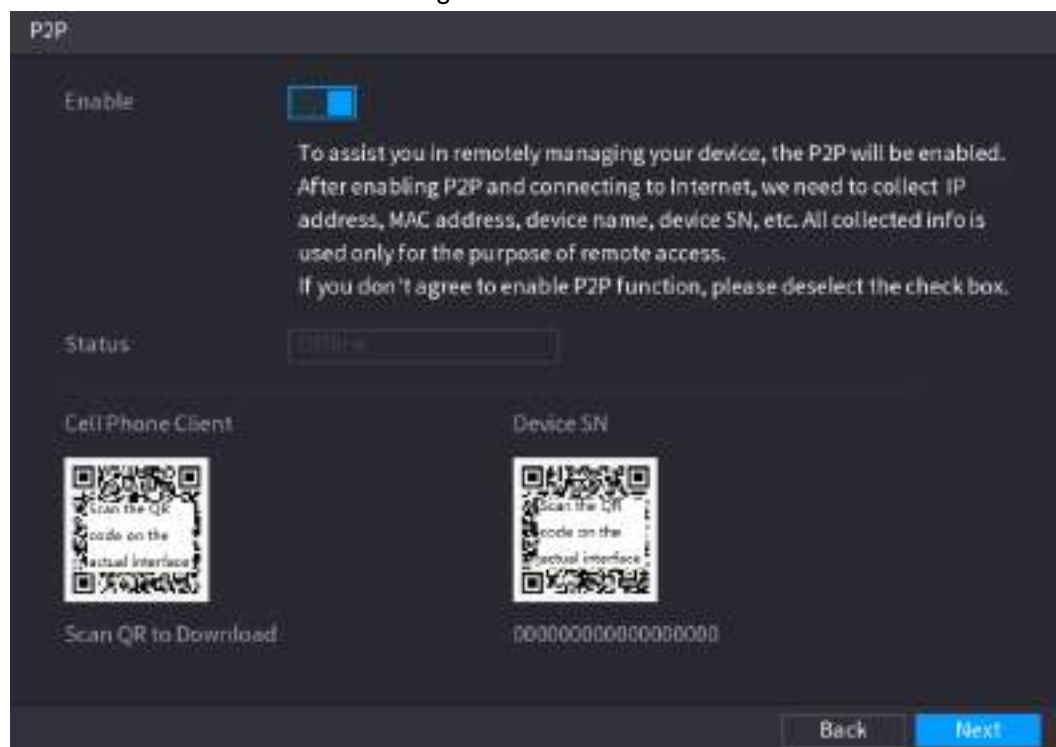 P2P
Enable
To assist you in remotely managing your device, the P2P will be enabled.
After enabling P2P and connecting to Internet, we need to collect IP
address, MAC address, device name, device SN, etc. All collected info is
used only for the purpose of remote access.
If you don't agree to enable P2P function, please deselect the check box.
Status
Offline
Cell Phone Client
Device SN
Scan the QR
code on the
actual interface
Scan the QR
code on the
actual interface
Scan QR to Download
000000000000000000
Back
Next